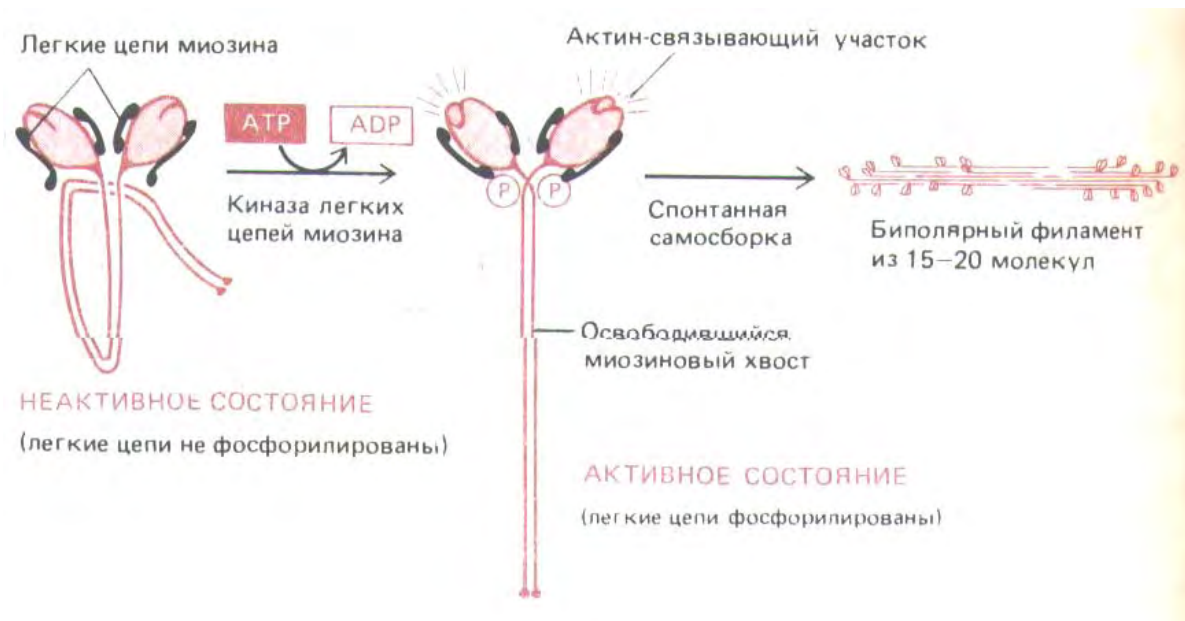 Легкие цепи миозина
Актин-связывающий участок
ATP
ADP
Киназа легких
цепей миозина
P
P
Спонтанная
самосборка
Биполярный филамент
из 15—20 молекул
Освободившийся
миозиновый хвост
НЕАКТИВНОЕ СОСТОЯНИЕ
(легкие цепи не фосфорилированы)
АКТИВНОЕ СОСТОЯНИЕ
(легкие цепи фосфорилированы)